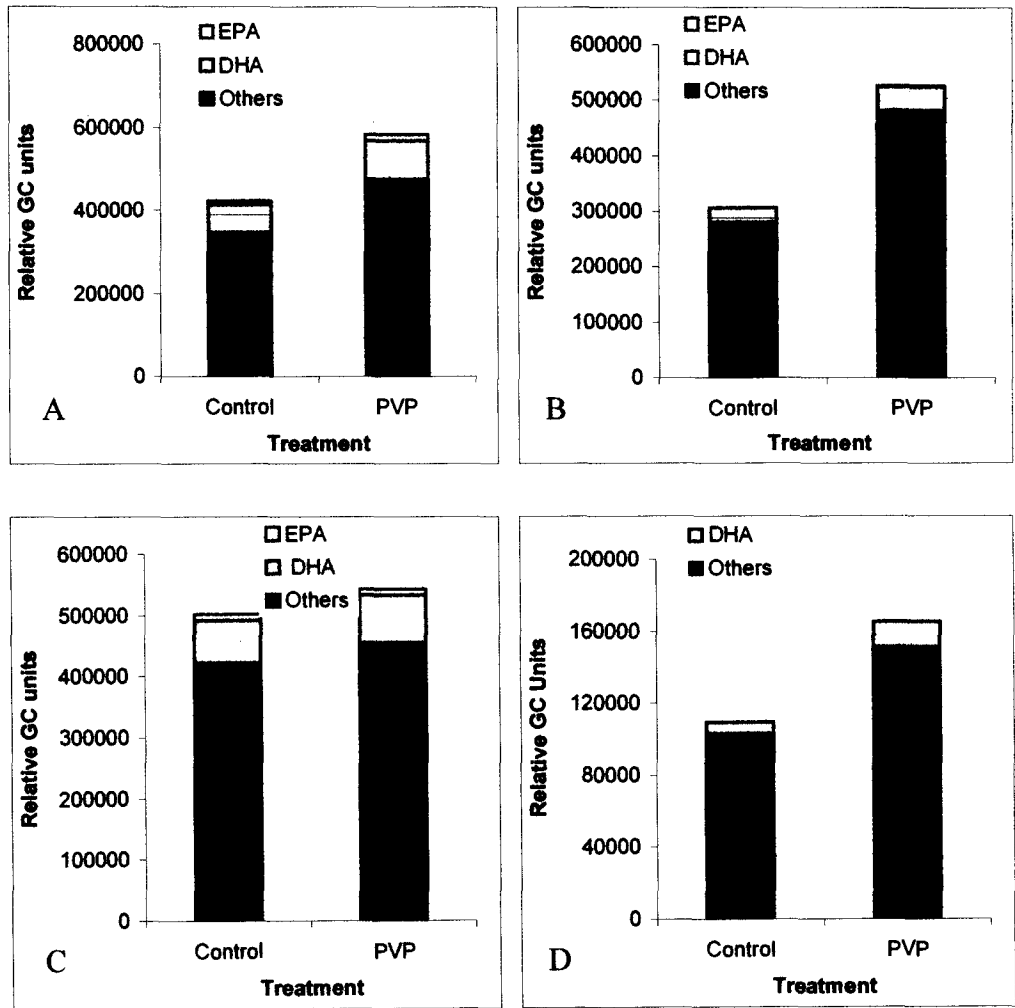 EPA
DHA
Others
800000
600000
400000
200000
0
Relative GC units
Control PVP
Treatment
A
EPA
DHA
Others
600000
500000
400000
300000
200000
100000
0
Relative GC units
Control PVP
Treatment
B
EPA
DHA
Others
600000
500000
400000
300000
200000
100000
0
Relative GC units
Control PVP
Treatment
C
DHA
Others
200000
160000
120000
80000
40000
0
Relative GC Units
Control PVP
Treatment
D